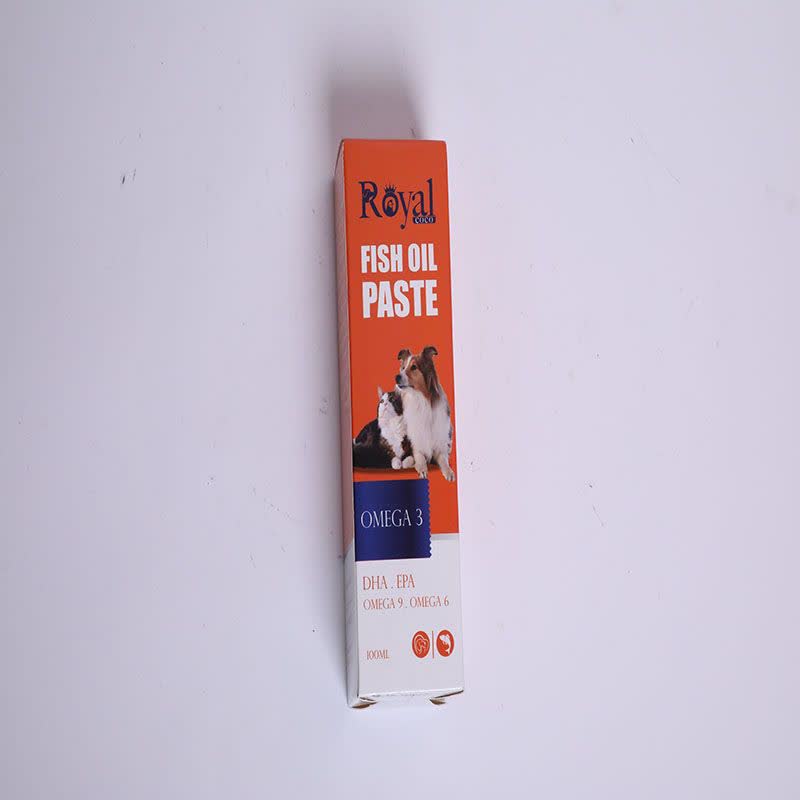 Royal
coco
FISH OIL
PASTE
OMEGA 3
DHA . EPA
OMEGA 9 . OMEGA 6
100ML